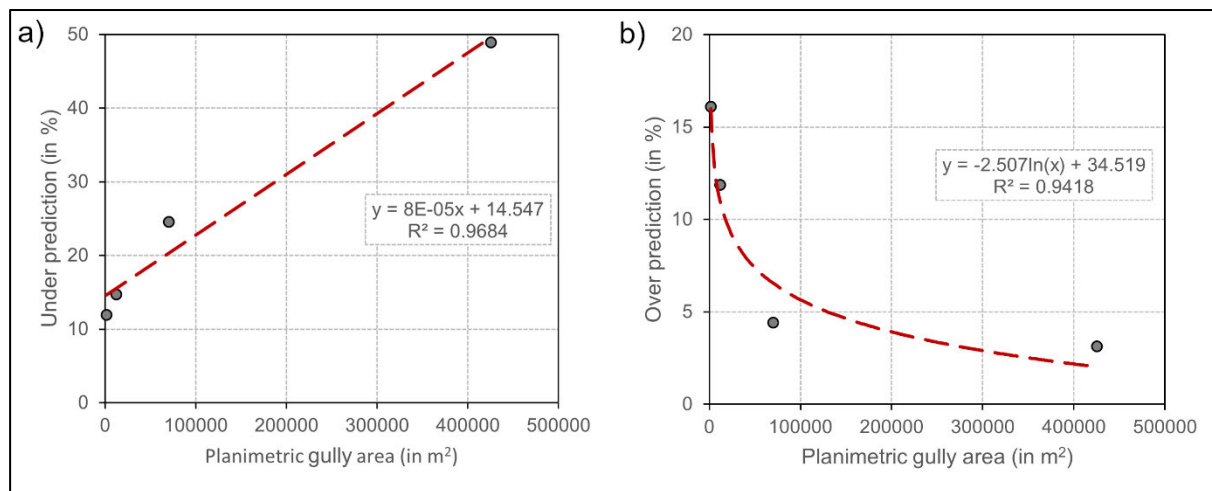 a)
50
40
30
20
10
0
Under prediction (in %)
y = 8E-05x + 14.547
R² = 0.9684
0 100000 200000 300000 400000 500000
Planimetric gully area (in m²)
b)
20
15
10
5
0
Over prediction (in %)
y = -2.507ln(x) + 34.519
R² = 0.9418
0 100000 200000 300000 400000 500000
Planimetric gully area (in m²)